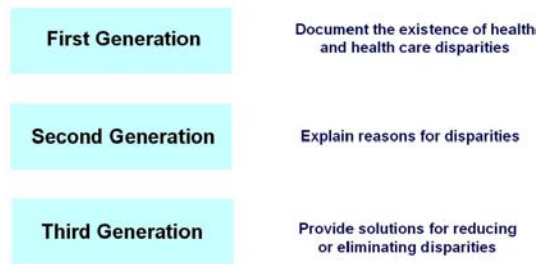 First Generation
Document the existence of health
and health care disparities
Second Generation
Explain reasons for disparities
Third Generation
Provide solutions for reducing
or eliminating disparities